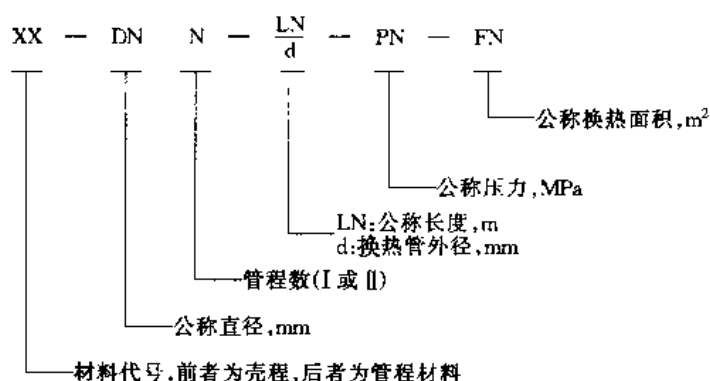 XX — DN N — LN/d — PN — FN
公称换热面积,m²
公称压力,MPa
LN:公称长度,m
d:换热管外径,mm
管程数(Ⅰ或Ⅱ)
公称直径,mm
材料代号,前者为壳程,后者为管程材料